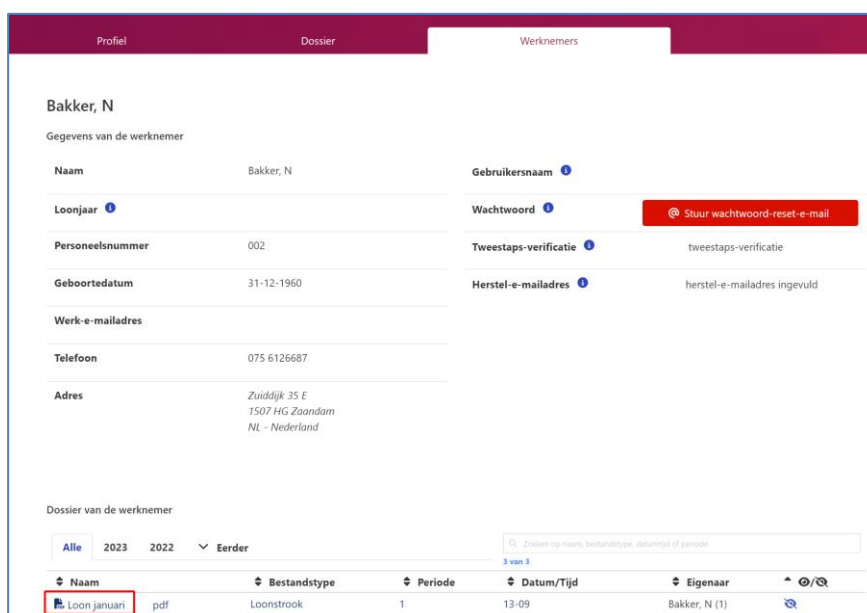 Profiel Dossier Werknemers
Bakker, N
Gegevens van de werknemer
Naam Bakker, N Gebruikersnaam
Loonjaar Wachtwoord @ Stuur wachtwoord-reset-e-mail
Personeelsnummer 002 Tweestaps-verificatie tweestaps-verificatie
Geboortedatum 31-12-1960 Herstel-e-mailadres herstel-e-mailadres ingevuld
Werk-e-mailadres
Telefoon 075 6126687
Adres Zuiddijk 35 E
1507 HG Zaandam
NL - Nederland
Dossier van de werknemer
Alle 2023 2022 Eerder Zoeken op naam, bestandstype, datum/tijd of periode
3 van 3
Naam Bestandstype Periode Datum/Tijd Eigenaar
Loon januari pdf Loonstrook 1 13-09 Bakker, N (1)